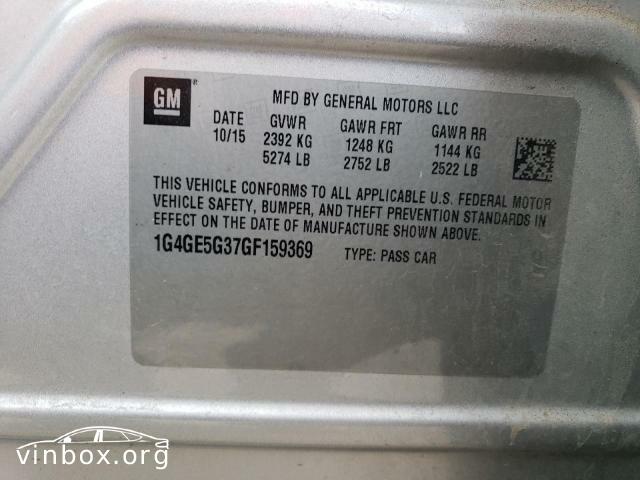 GM ®
MFD BY GENERAL MOTORS LLC
DATE GVWR GAWR FRT GAWR RR
10/15 2392 KG 1248 KG 1144 KG
5274 LB 2752 LB 2522 LB
THIS VEHICLE CONFORMS TO ALL APPLICABLE U.S. FEDERAL MOTOR
VEHICLE SAFETY, BUMPER, AND THEFT PREVENTION STANDARDS IN
EFFECT ON THE DATE OF MANUFACTURE SHOWN ABOVE.
1G4GE5G37GF159369 TYPE: PASS CAR
vinbox.org